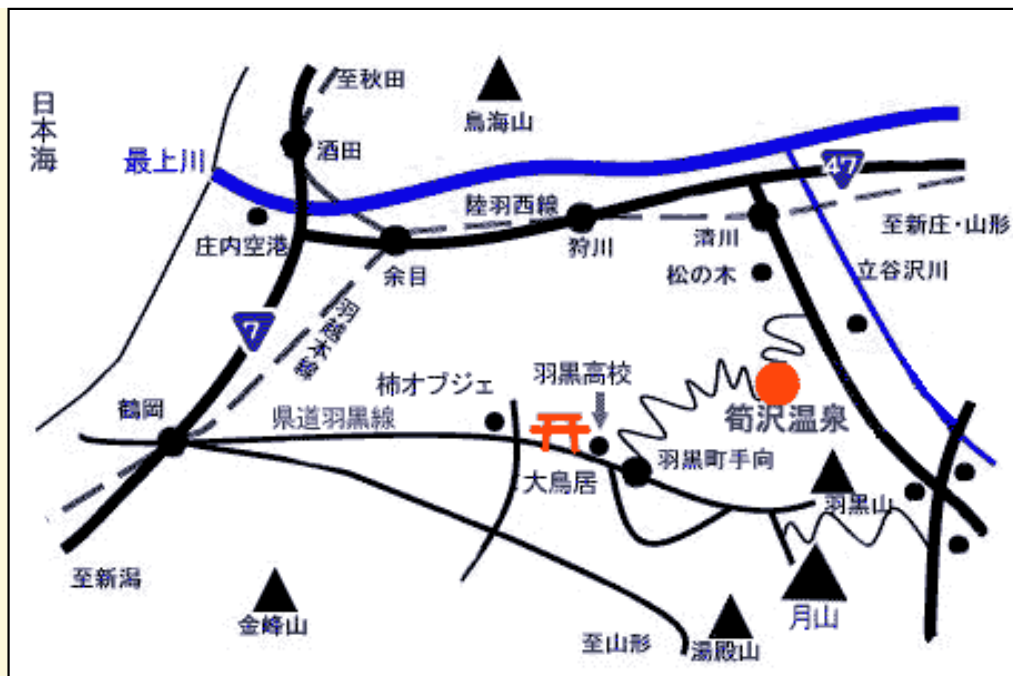 日本海
至秋田
鳥海山
酒田
最上川
47
陸羽西線
庄内空港
狩川
清川
至新庄・山形
余目
松の木
立谷沢川
7
羽越本線
柿オブジェ
羽黒高校
鶴岡
県道羽黒線
筍沢温泉
大鳥居
羽黒町手向
羽黒山
至新潟
金峰山
至山形
湯殿山
月山